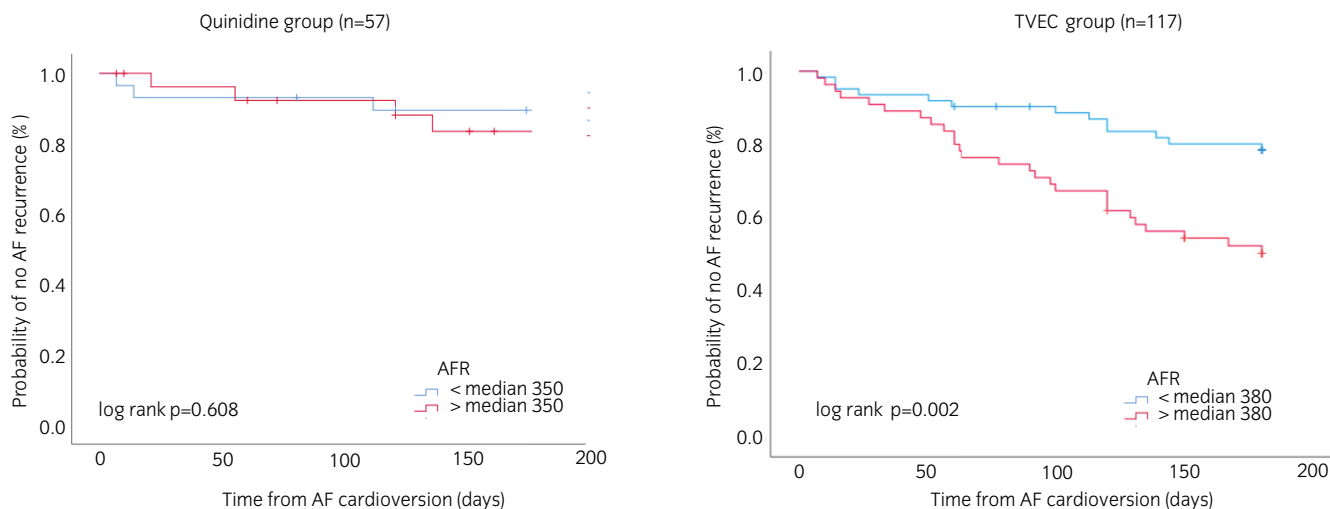 Quinidine group (n=57)
Probability of no AF recurrence (%)
1.0
0.8
0.6
0.4
0.2
0.0
AFR
< median 350
> median 350
log rank p=0.608
0
50
100
150
200
Time from AF cardioversion (days)
TVEC group (n=117)
Probability of no AF recurrence (%)
1.0
0.8
0.6
0.4
0.2
0.0
AFR
< median 380
> median 380
log rank p=0.002
0
50
100
150
200
Time from AF cardioversion (days)